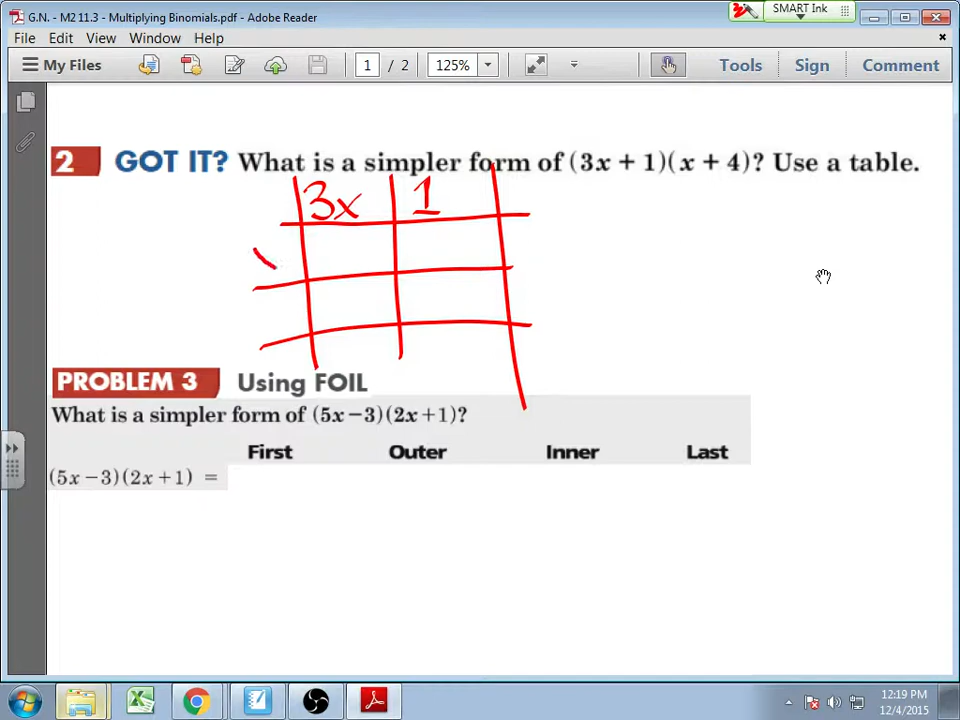 G.N. - M2 11.3 - Multiplying Binomials.pdf - Adobe Reader
SMART Ink
File Edit View Window Help
My Files 1 / 2 125% Tools Sign Comment
2 GOT IT? What is a simpler form of (3x + 1)(x + 4)? Use a table.
3x 1
PROBLEM 3 Using FOIL
What is a simpler form of (5x – 3)(2x + 1)?
First Outer Inner Last
(5x – 3)(2x + 1) =
12:19 PM
12/4/2015